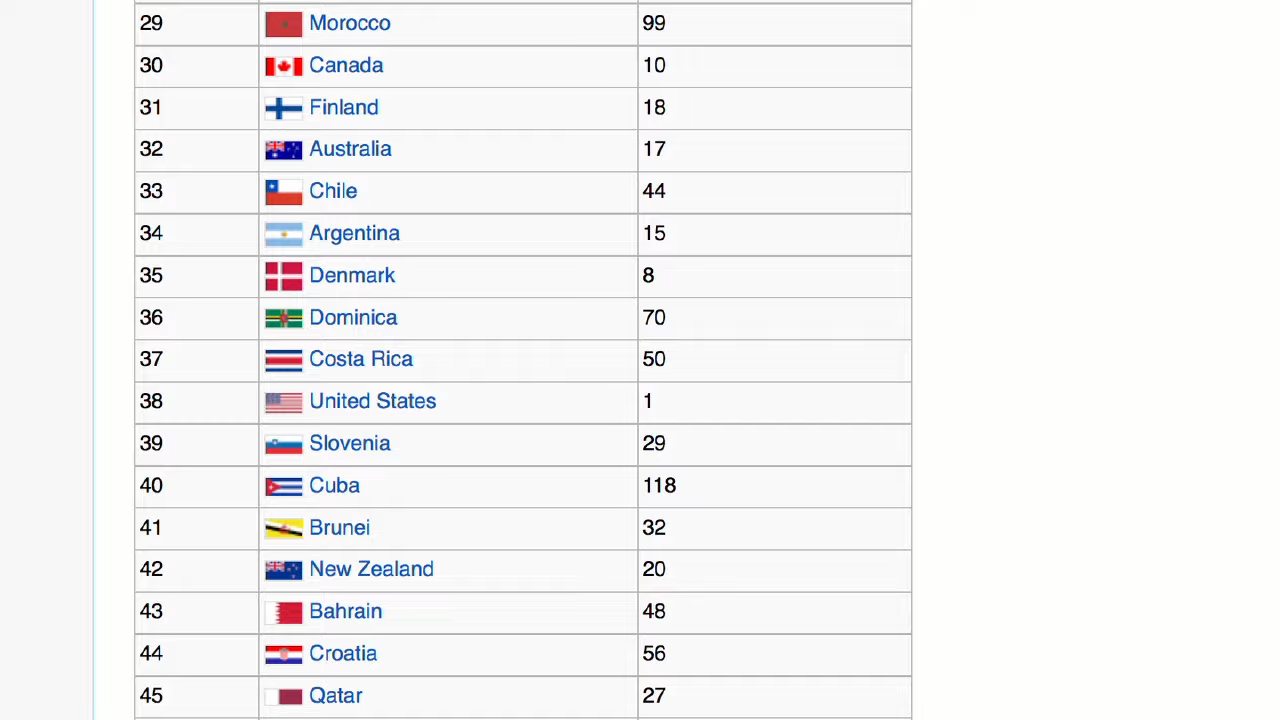 29 Morocco 99
30 Canada 10
31 Finland 18
32 Australia 17
33 Chile 44
34 Argentina 15
35 Denmark 8
36 Dominica 70
37 Costa Rica 50
38 United States 1
39 Slovenia 29
40 Cuba 118
41 Brunei 32
42 New Zealand 20
43 Bahrain 48
44 Croatia 56
45 Qatar 27